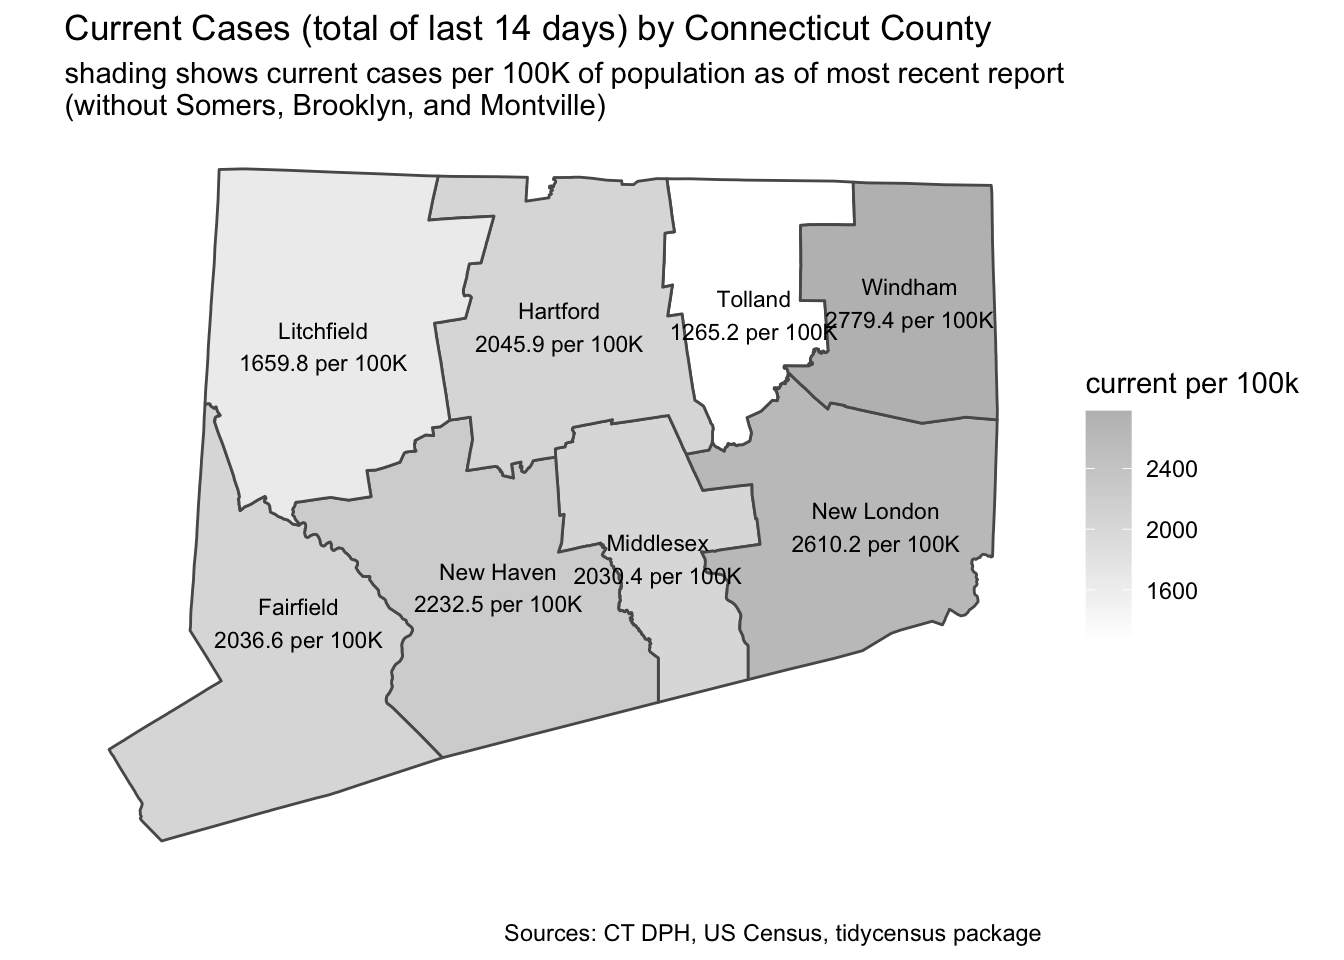 Current Cases (total of last 14 days) by Connecticut County
shading shows current cases per 100K of population as of most recent report
(without Somers, Brooklyn, and Montville)
Litchfield
1659.8 per 100K
Hartford
2045.9 per 100K
Tolland
1265.2 per 100K
Windham
2779.4 per 100K
New London
2610.2 per 100K
Middlesex
2030.4 per 100K
New Haven
2232.5 per 100K
Fairfield
2036.6 per 100K
current per 100k
2400
2000
1600
Sources: CT DPH, US Census, tidycensus package